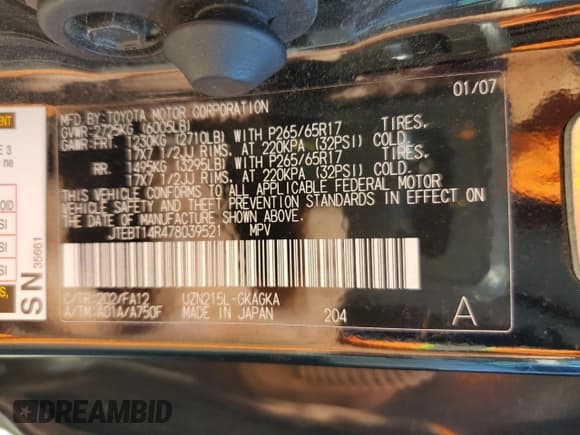 01/07
MFD.BY:TOYOTA MOTOR CORPORATION
GVWR:2725KG (6005LB)
GAWR:FRT. 1230KG (2710LB) WITH P265/65R17 TIRES,
17X7 1/2JJ RIMS, AT 220KPA (32PSI) COLD.
RR. 1495KG (3295LB) WITH P265/65R17 TIRES,
17X7 1/2JJ RIMS, AT 220KPA (32PSI) COLD.
THIS VEHICLE CONFORMS TO ALL APPLICABLE FEDERAL MOTOR
VEHICLE SAFETY AND THEFT PREVENTION STANDARDS IN EFFECT ON
THE DATE OF MANUFACTURE SHOWN ABOVE.
JTEBT14R478039521 MPV
C/TR:202/FA12 UZN215L-GKAGKA
A/TM:A01A/A750F MADE IN JAPAN 204 A
SN 35661
DREAMBID